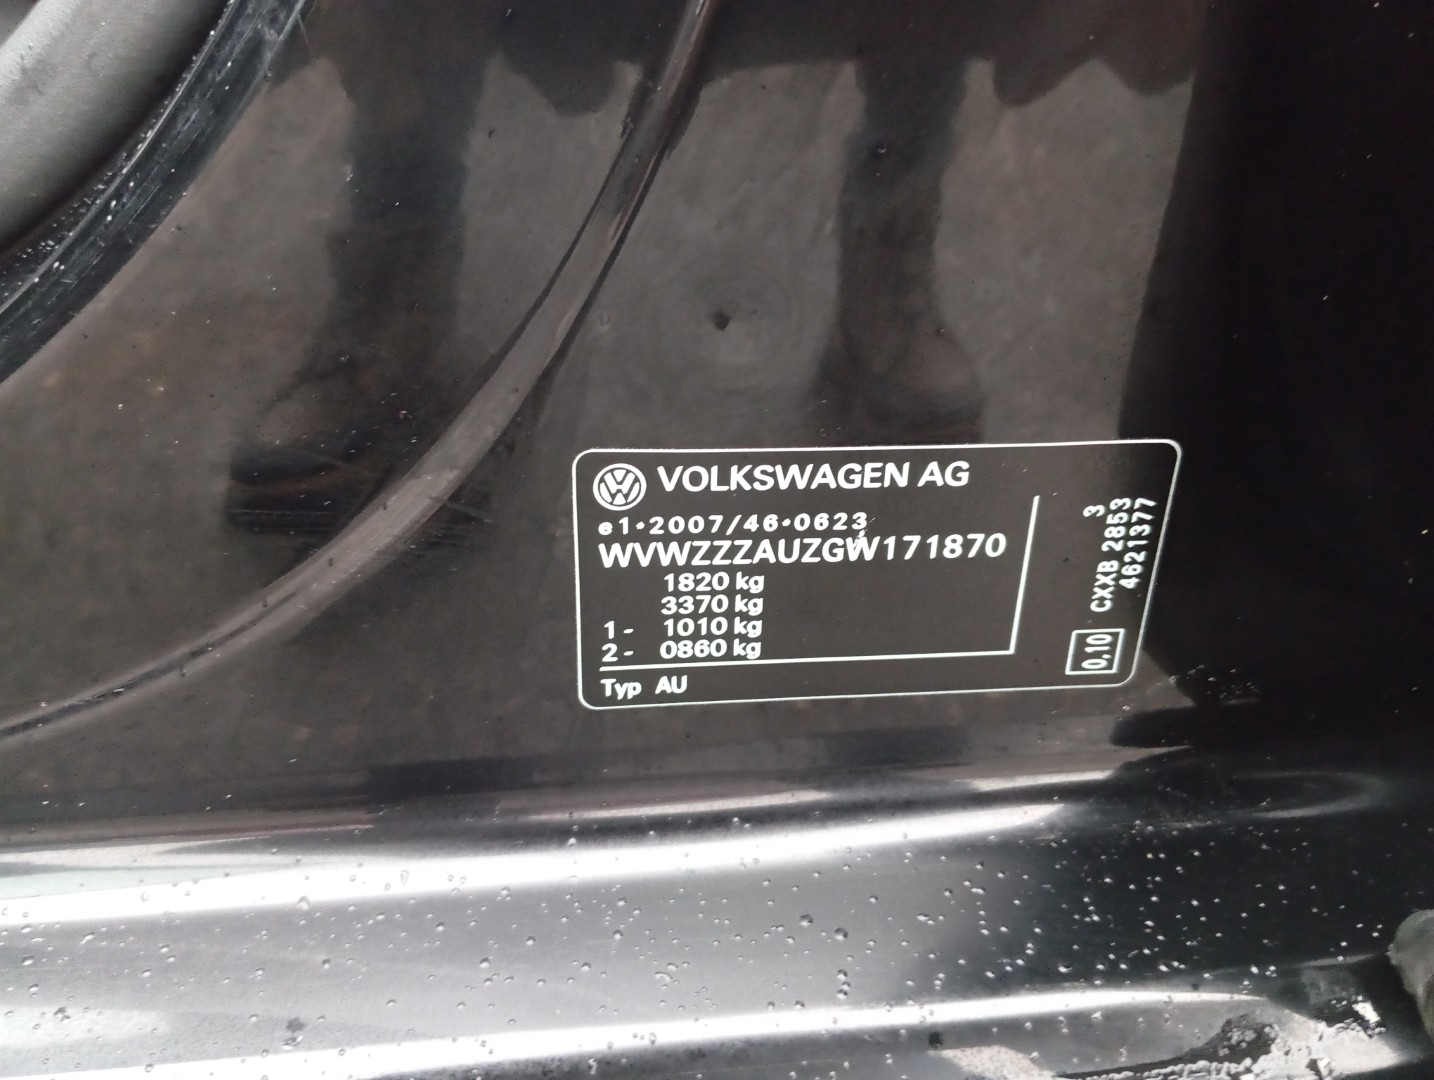 VOLKSWAGEN AG
e1*2007/46*0623
WVWZZZAUZGW171870
1820 kg
3370 kg
1- 1010 kg
2- 0860 kg
Typ AU
3
CXXB 2853
4621377
0,10